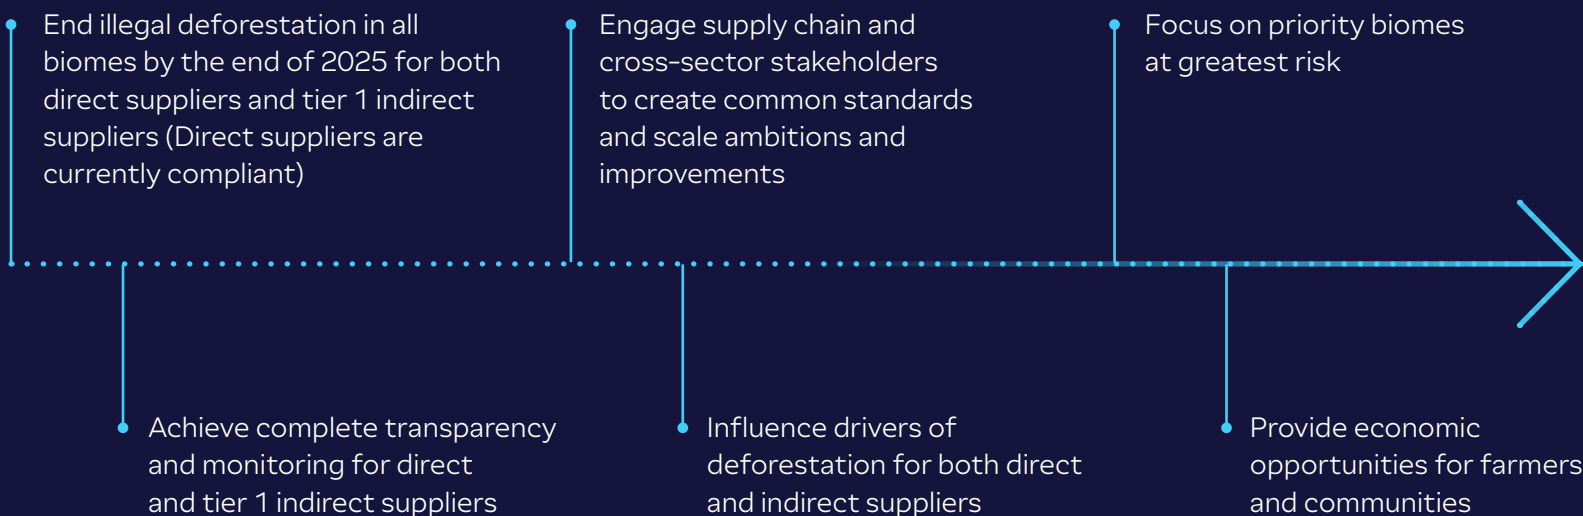 End illegal deforestation in all
biomes by the end of 2025 for both
direct suppliers and tier 1 indirect
suppliers (Direct suppliers are
currently compliant)
Engage supply chain and
cross-sector stakeholders
to create common standards
and scale ambitions and
improvements
Focus on priority biomes
at greatest risk
Achieve complete transparency
and monitoring for direct
and tier 1 indirect suppliers
Influence drivers of
deforestation for both direct
and indirect suppliers
Provide economic
opportunities for farmers
and communities